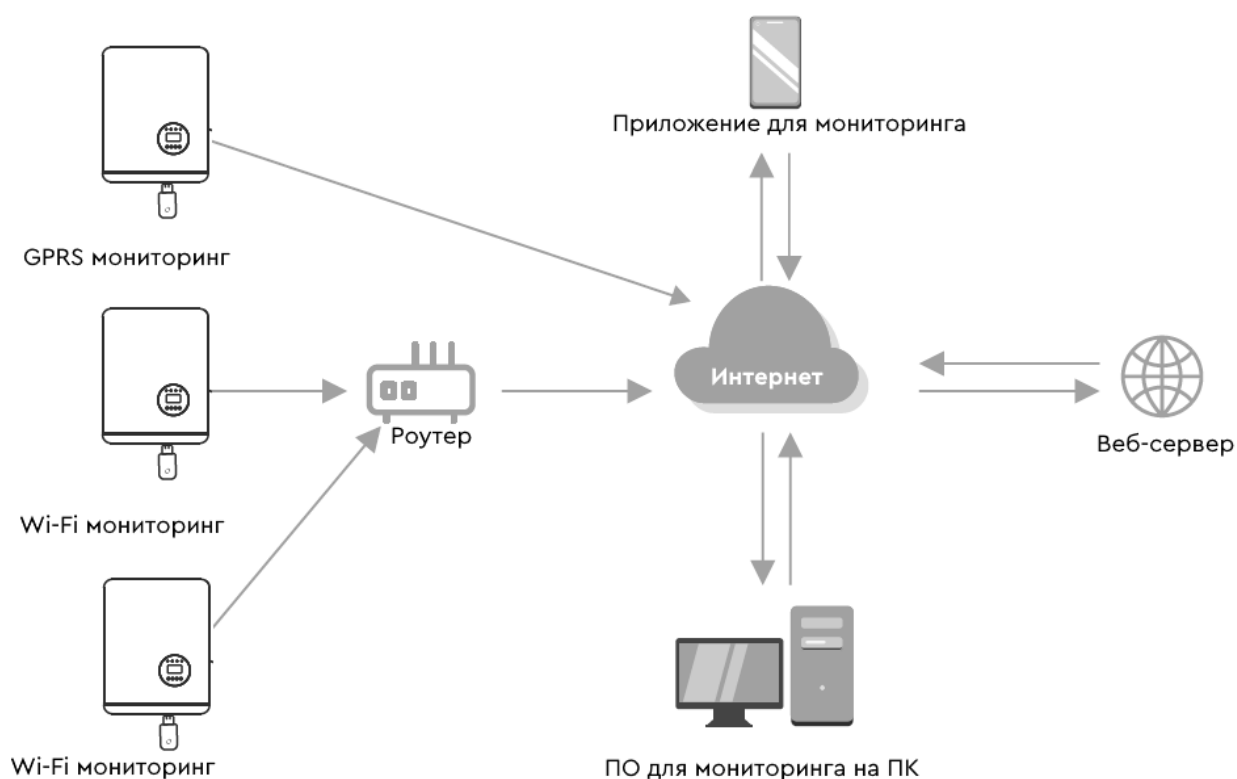 Приложение для мониторинга
GPRS мониторинг
Интернет
Роутер
Веб-сервер
Wi-Fi мониторинг
Wi-Fi мониторинг
ПО для мониторинга на ПК